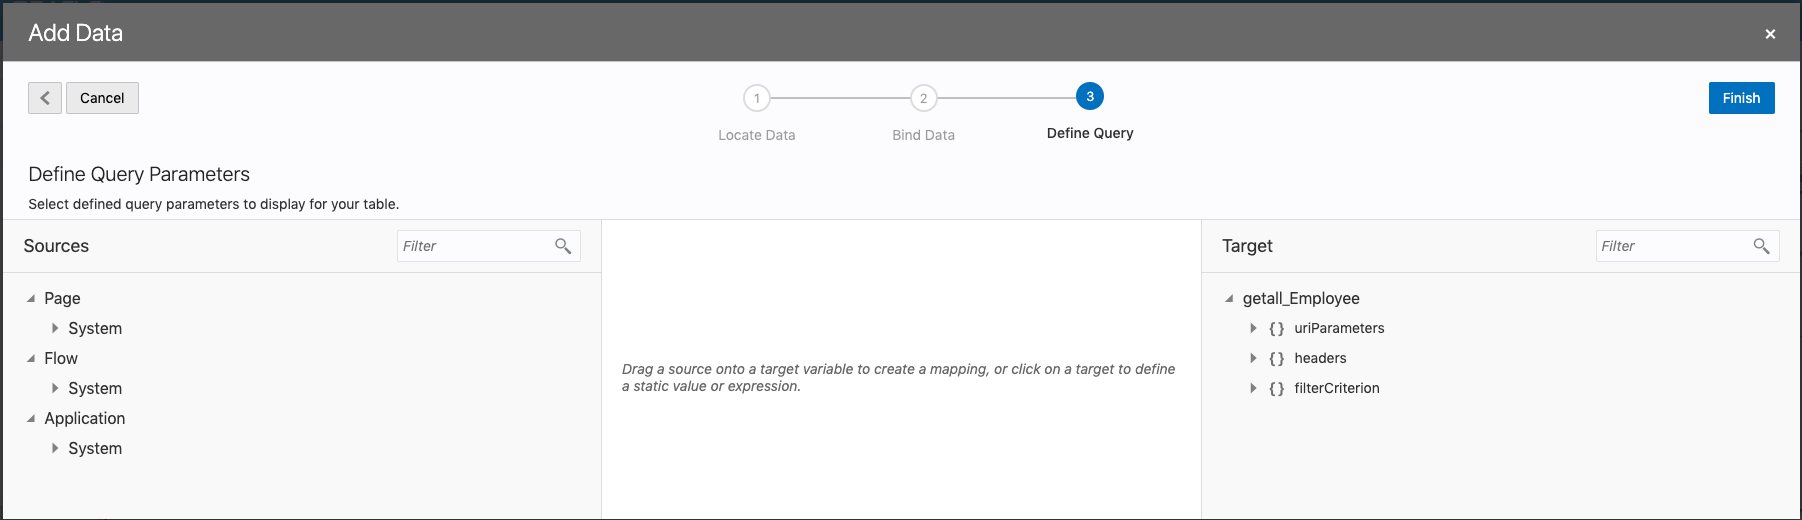 Add Data
×
Cancel
1
2
3
Finish
Locate Data
Bind Data
Define Query
Define Query Parameters
Select defined query parameters to display for your table.
Sources
Filter
Target
Filter
Page
System
Flow
System
Application
System
Drag a source onto a target variable to create a mapping, or click on a target to define
a static value or expression.
getall_Employee
{} uriParameters
{} headers
{} filterCriterion